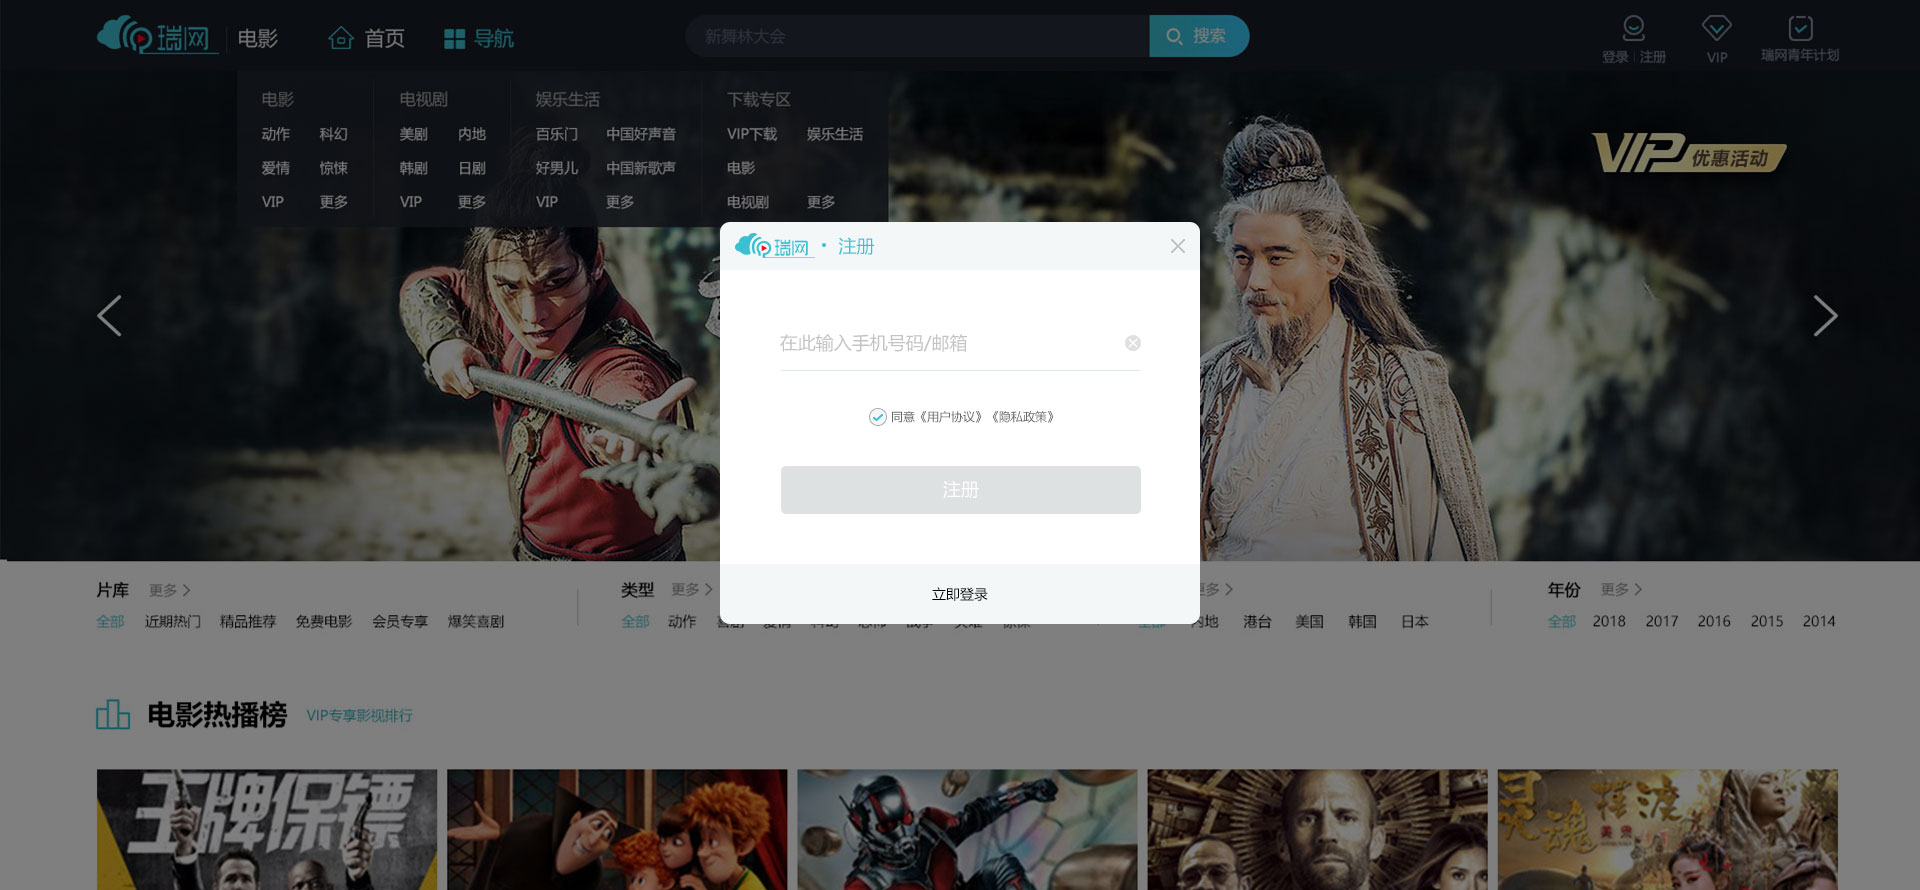 瑞网 电影 首页 导航 新舞林大会 搜索 登录 | 注册 VIP 瑞网青年计划
电影 电视剧 娱乐生活 下载专区
动作 科幻 美剧 内地 百乐门 中国好声音 VIP下载 娱乐生活
爱情 惊悚 韩剧 日剧 好男儿 中国新歌声 电影
VIP 更多 VIP 更多 VIP 更多 电视剧 更多
VIP优惠活动
瑞网 · 注册
在此输入手机号码/邮箱
同意《用户协议》《隐私政策》
注册
立即登录
片库 更多 类型 更多 更多 年份 更多
全部 近期热门 精品推荐 免费电影 会员专享 爆笑喜剧 全部 动作 全部 内地 港台 美国 韩国 日本 全部 2018 2017 2016 2015 2014
电影热播榜 VIP专享影视排行
王牌保镖
灵魂摆渡